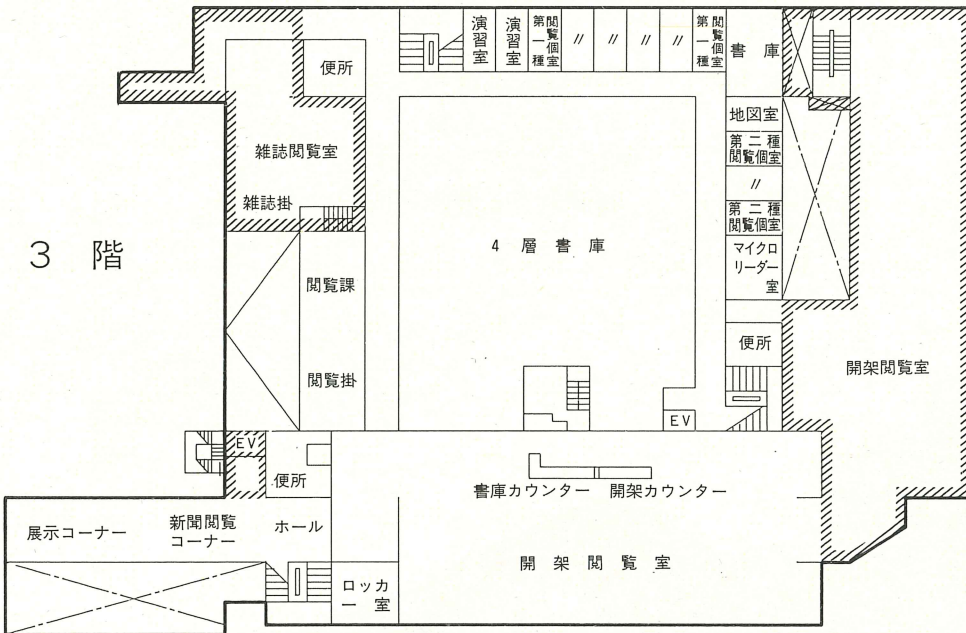 3 階
便所
演習室
演習室
第一種
閲覧個室
〃
〃
〃
〃
第一種
閲覧個室
書 庫
雑誌閲覧室
雑誌掛
地図室
第 二 種
閲覧個室
〃
第 二 種
閲覧個室
マイクロ
リーダー
室
4 層 書 庫
閲覧課
閲覧掛
便所
開架閲覧室
EV
EV
便所
書庫カウンター 開架カウンター
展示コーナー
新聞閲覧
コーナー
ホール
開 架 閲 覧 室
ロッカ
ー 室